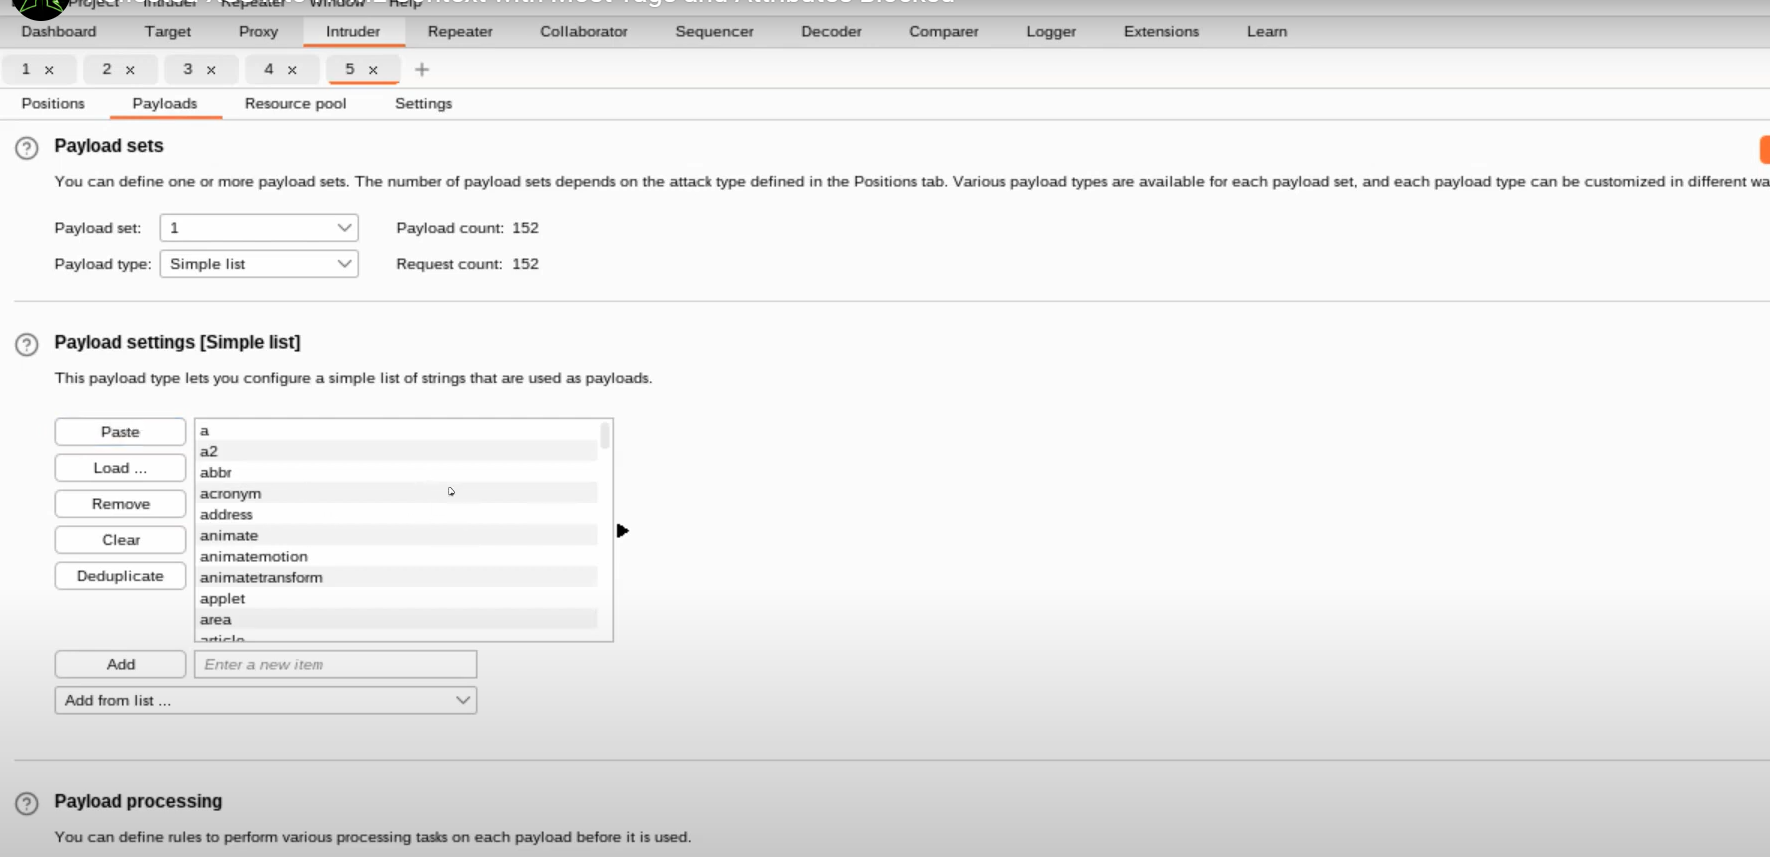 Project Intruder Repeater Window Help
with Most Tags and Attributes Blocked
Dashboard Target Proxy Intruder Repeater Collaborator Sequencer Decoder Comparer Logger Extensions Learn
1 × 2 × 3 × 4 × 5 × +
Positions Payloads Resource pool Settings
? Payload sets
You can define one or more payload sets. The number of payload sets depends on the attack type defined in the Positions tab. Various payload types are available for each payload set, and each payload type can be customized in different wa
Payload set: 1 Payload count: 152
Payload type: Simple list Request count: 152
? Payload settings [Simple list]
This payload type lets you configure a simple list of strings that are used as payloads.
Paste
Load ...
Remove
Clear
Deduplicate
a
a2
abbr
acronym
address
animate
animatemotion
animatetransform
applet
area
article
Add Enter a new item
Add from list ...
? Payload processing
You can define rules to perform various processing tasks on each payload before it is used.